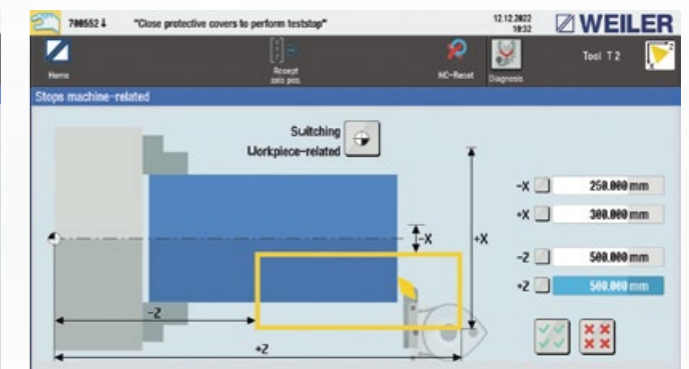 700552↓ "Close protective covers to perform teststop" 12.12.2022 10:32 WEILER
Home Accept axis pos. NC-Reset Diagnosis Tool T 2
Stops machine-related
Switching
Workpiece-related
-X 250.000 mm
+X 300.000 mm
-Z 500.000 mm
+Z 500.000 mm
-X
+X
-Z
+Z